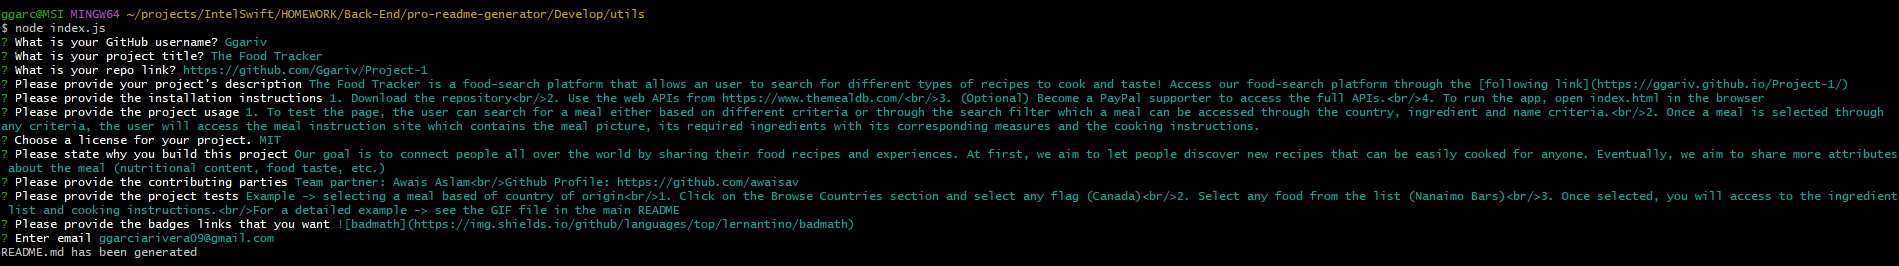 ggarc@MSI MINGW64 ~/projects/IntelSwift/HOMEWORK/Back-End/pro-readme-generator/Develop/utils
$ node index.js
? What is your GitHub username? Ggariv
? What is your project title? The Food Tracker
? What is your repo link? https://github.com/Ggariv/Project-1
? Please provide your project's description The Food Tracker is a food-search platform that allows an user to search for different types of recipes to cook and taste! Access our food-search platform through the [following link](https://ggariv.github.io/Project-1/)
? Please provide the installation instructions 1. Download the repository<br/>2. Use the web APIs from https://www.themealdb.com/<br/>3. (Optional) Become a PayPal supporter to access the full APIs.<br/>4. To run the app, open index.html in the browser
? Please provide the project usage 1. To test the page, the user can search for a meal either based on different criteria or through the search filter which a meal can be accessed through the country, ingredient and name criteria.<br/>2. Once a meal is selected through
any criteria, the user will access the meal instruction site which contains the meal picture, its required ingredients with its corresponding measures and the cooking instructions.
? Choose a license for your project. MIT
? Please state why you build this project Our goal is to connect people all over the world by sharing their food recipes and experiences. At first, we aim to let people discover new recipes that can be easily cooked for anyone. Eventually, we aim to share more attributes
about the meal (nutritional content, food taste, etc.)
? Please provide the contributing parties Team partner: Awais Aslam<br/>Github Profile: https://github.com/awaisav
? Please provide the project tests Example -> selecting a meal based of country of origin<br/>1. Click on the Browse Countries section and select any flag (Canada)<br/>2. Select any food from the list (Nanaimo Bars)<br/>3. Once selected, you will access to the ingredient
list and cooking instructions.<br/>For a detailed example -> see the GIF file in the main README
? Please provide the badges links that you want ![badmath](https://img.shields.io/github/languages/top/lernantino/badmath)
? Enter email ggarciarivera09@gmail.com
README.md has been generated